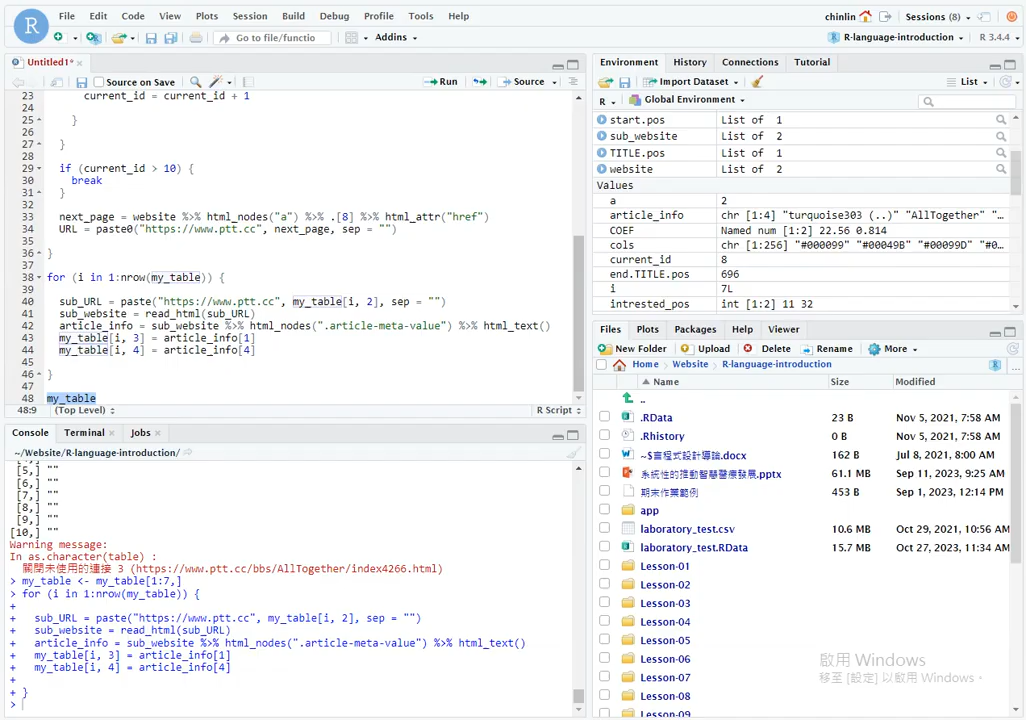 R
File Edit Code View Plots Session Build Debug Profile Tools Help
chinlin Sessions (8)
Go to file/functio Addins
R-language-introduction R 3.4.4
Untitled1*
Source on Save Run Source
23 current_id = current_id + 1
24
25 }
26
27 }
28
29 if (current_id > 10) {
30 break
31 }
32
33 next_page = website %>% html_nodes("a") %>% .[8] %>% html_attr("href")
34 URL = paste0("https://www.ptt.cc", next_page, sep = "")
35
36 }
37
38 for (i in 1:nrow(my_table)) {
39
40 sub_URL = paste("https://www.ptt.cc", my_table[i, 2], sep = "")
41 sub_website = read_html(sub_URL)
42 article_info = sub_website %>% html_nodes(".article-meta-value") %>% html_text()
43 my_table[i, 3] = article_info[1]
44 my_table[i, 4] = article_info[4]
45
46 }
47
48 my_table
48:9 (Top Level) R Script
Console Terminal Jobs
~/Website/R-language-introduction/
[5,] ""
[6,] ""
[7,] ""
[8,] ""
[9,] ""
[10,] ""
Warning message:
In as.character(table) :
關閉未使用的連接 3 (https://www.ptt.cc/bbs/AllTogether/index4266.html)
> my_table <- my_table[1:7,]
> for (i in 1:nrow(my_table)) {
+
+ sub_URL = paste("https://www.ptt.cc", my_table[i, 2], sep = "")
+ sub_website = read_html(sub_URL)
+ article_info = sub_website %>% html_nodes(".article-meta-value") %>% html_text()
+ my_table[i, 3] = article_info[1]
+ my_table[i, 4] = article_info[4]
+
+ }
>
Environment History Connections Tutorial
Import Dataset List
R Global Environment
start.pos List of 1
sub_website List of 2
TITLE.pos List of 1
website List of 2
Values
a 2
article_info chr [1:4] "turquoise303 (..)" "AllTogether" "…
COEF Named num [1:2] 22.56 0.814
cols chr [1:256] "#000099" "#00049B" "#00099D" "#0…
current_id 8
end.TITLE.pos 696
i 7L
intrested_pos int [1:2] 11 32
Files Plots Packages Help Viewer
New Folder Upload Delete Rename More
Home Website R-language-introduction ...
Name Size Modified
..
.RData 23 B Nov 5, 2021, 7:58 AM
.Rhistory 0 B Nov 5, 2021, 7:58 AM
~$言程式設計導論.docx 162 B Jul 8, 2021, 8:00 AM
系統性的推動智慧醫療發展.pptx 61.1 MB Sep 11, 2023, 9:25 AM
期末作業範例 453 B Sep 1, 2023, 12:14 PM
app
laboratory_test.csv 10.6 MB Oct 29, 2021, 10:56 AM
laboratory_test.RData 15.7 MB Oct 27, 2023, 11:34 AM
Lesson-01
Lesson-02
Lesson-03
Lesson-04
Lesson-05
Lesson-06
Lesson-07
Lesson-08
Lesson-09
啟用 Windows
移至 [設定] 以啟用 Windows。